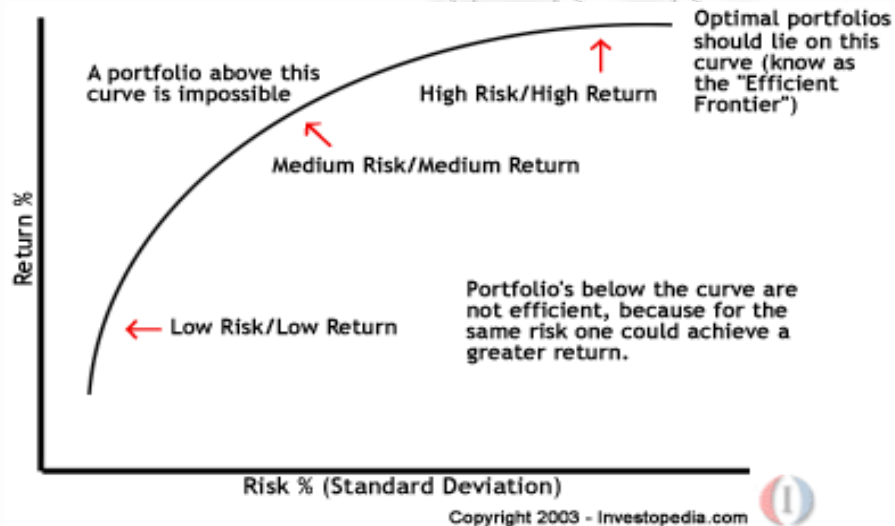 Optimal portfolios
should lie on this
curve (know as
the "Efficient
Frontier")
A portfolio above this
curve is impossible
High Risk/High Return
Medium Risk/Medium Return
Return %
Low Risk/Low Return
Portfolio's below the curve are
not efficient, because for the
same risk one could achieve a
greater return.
Risk % (Standard Deviation)
Copyright 2003 - Investopedia.com